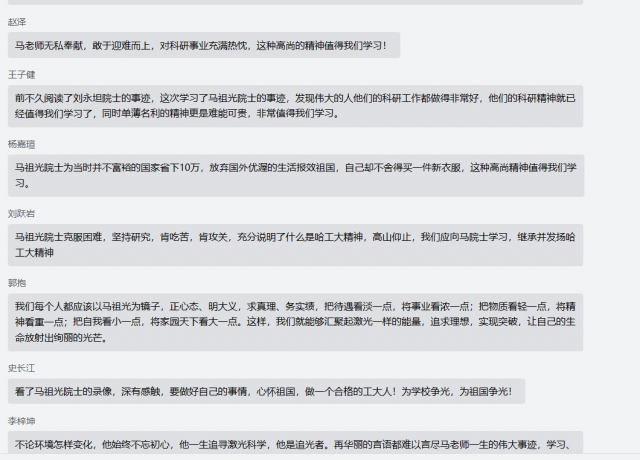 赵泽
马老师无私奉献，敢于迎难而上，对科研事业充满热忱，这种高尚的精神值得我们学习！
王子健
前不久阅读了刘永坦院士的事迹，这次学习了马祖光院士的事迹，发现伟大的人他们的科研工作都做得非常好，他们的科研精神就已
经值得我们学习了，同时单薄名利的精神更是难能可贵，非常值得我们学习。
杨嘉瑄
马祖光院士为当时并不富裕的国家省下10万，放弃国外优渥的生活报效祖国，自己却不舍得买一件新衣服，这种高尚精神值得我们学
习。
刘跃岩
马祖光院士克服困难，坚持研究，肯吃苦，肯攻关，充分说明了什么是哈工大精神，高山仰止，我们应向马院士学习，继承并发扬哈
工大精神
郭抱
我们每个人都应该以马祖光为镜子，正心态、明大义，求真理、务实绩，把待遇看淡一点，将事业看浓一点；把物质看轻一点，将精
神看重一点；把自我看小一点，将家园天下看大一点。这样，我们就能够汇聚起激光一样的能量，追求理想，实现突破，让自己的生
命放射出绚丽的光芒。
史长江
看了马祖光院士的录像，深有感触，要做好自己的事情，心怀祖国，做一个合格的工大人！为学校争光，为祖国争光！
李梓坤
不论环境怎样变化，他始终不忘初心，他一生追寻激光科学，他是追光者。再华丽的言语都难以言尽马老师一生的伟大事迹，学习、